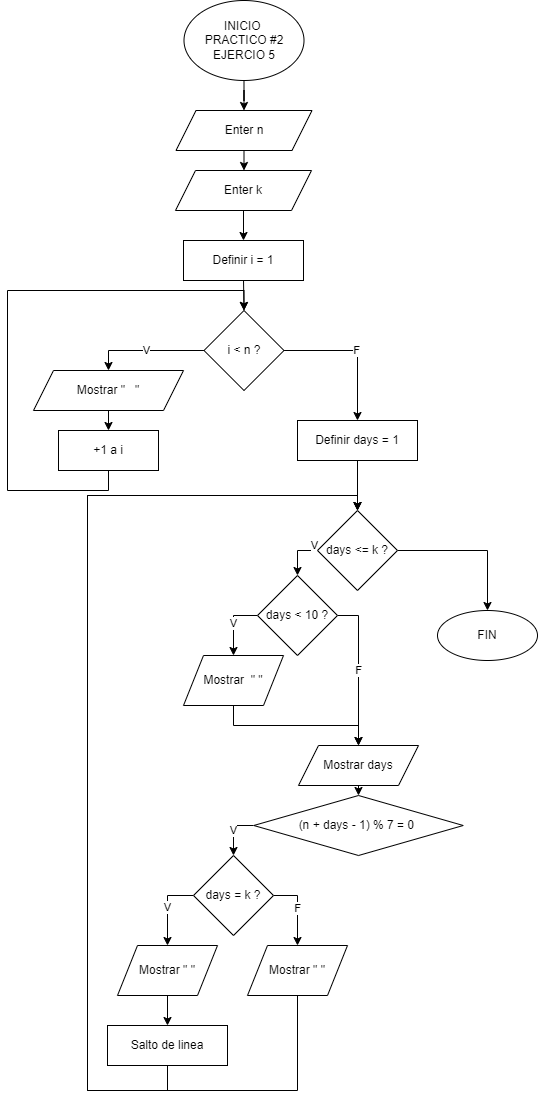 INICIO
PRACTICO #2
EJERCIO 5
Enter n
Enter k
Definir i = 1
i < n ?
V
F
Mostrar "   "
+1 a i
Definir days = 1
days <= k ?
V
days < 10 ?
V
F
FIN
Mostrar  " "
Mostrar days
(n + days - 1) % 7 = 0
V
days = k ?
V
F
Mostrar " "
Mostrar " "
Salto de linea